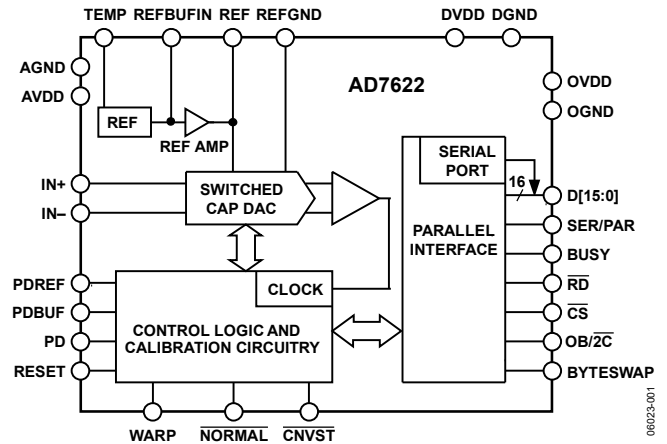 TEMP REFBUFIN REF REFGND DVDD DGND
AGND
AVDD
AD7622
OVDD
OGND
REF
REF AMP
SERIAL
PORT
16
IN+
IN–
SWITCHED
CAP DAC
D[15:0]
PARALLEL
INTERFACE
SER/PAR
BUSY
RD
CS
OB/2C
BYTESWAP
PDREF
PDBUF
PD
RESET
CLOCK
CONTROL LOGIC AND
CALIBRATION CIRCUITRY
WARP NORMAL CNVST
06023-001